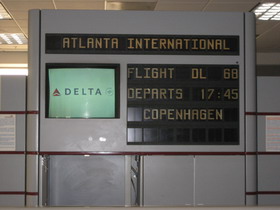 ATLANTA INTERNATIONAL
DELTA
FLIGHT DL 68
DEPARTS 17:45
COPENHAGEN